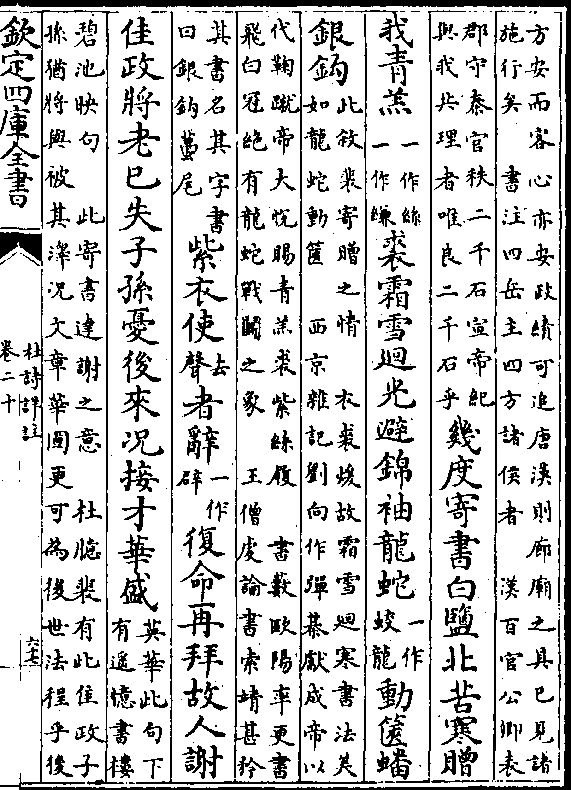 方安而客心亦安政績可追唐漢則廊廟之具已見諸
施行矣　書注四岳主四方諸侯者　漢百官公卿表
郡守秦官秩二千石宣帝紀
與我共理者唯良二千石乎
幾度寄書白鹽北苦寒贈
我青羔一作絲一作縑裘霜雪廻光避錦袖龍蛇一作蛟龍動篋蟠
銀鈎
此敘裴寄贈之情　衣裘煖故霜雪廻寒書法美
如龍蛇動篋　西京雜記劉向作彈棊獻成帝以
代鞠蹴帝大悅賜青羔裘紫絲履　書藪歐陽率更書
飛白冠絕有龍蛇戰鬭之象　王僧虔論書索靖甚矜
其書名其字書
曰銀鈎蠆尾
紫衣使去聲者辭一作辟復命再拜故人謝
佳政將老已失子孫憂後來況接才華盛
英華此句下
有遥憶書樓
碧池映句　此寄書達謝之意　杜臆裴有此佳政子
孫猶將與被其澤況文章華國更可為後世法程乎後
欽定四庫全書
杜詩詳註
卷二十
六十七